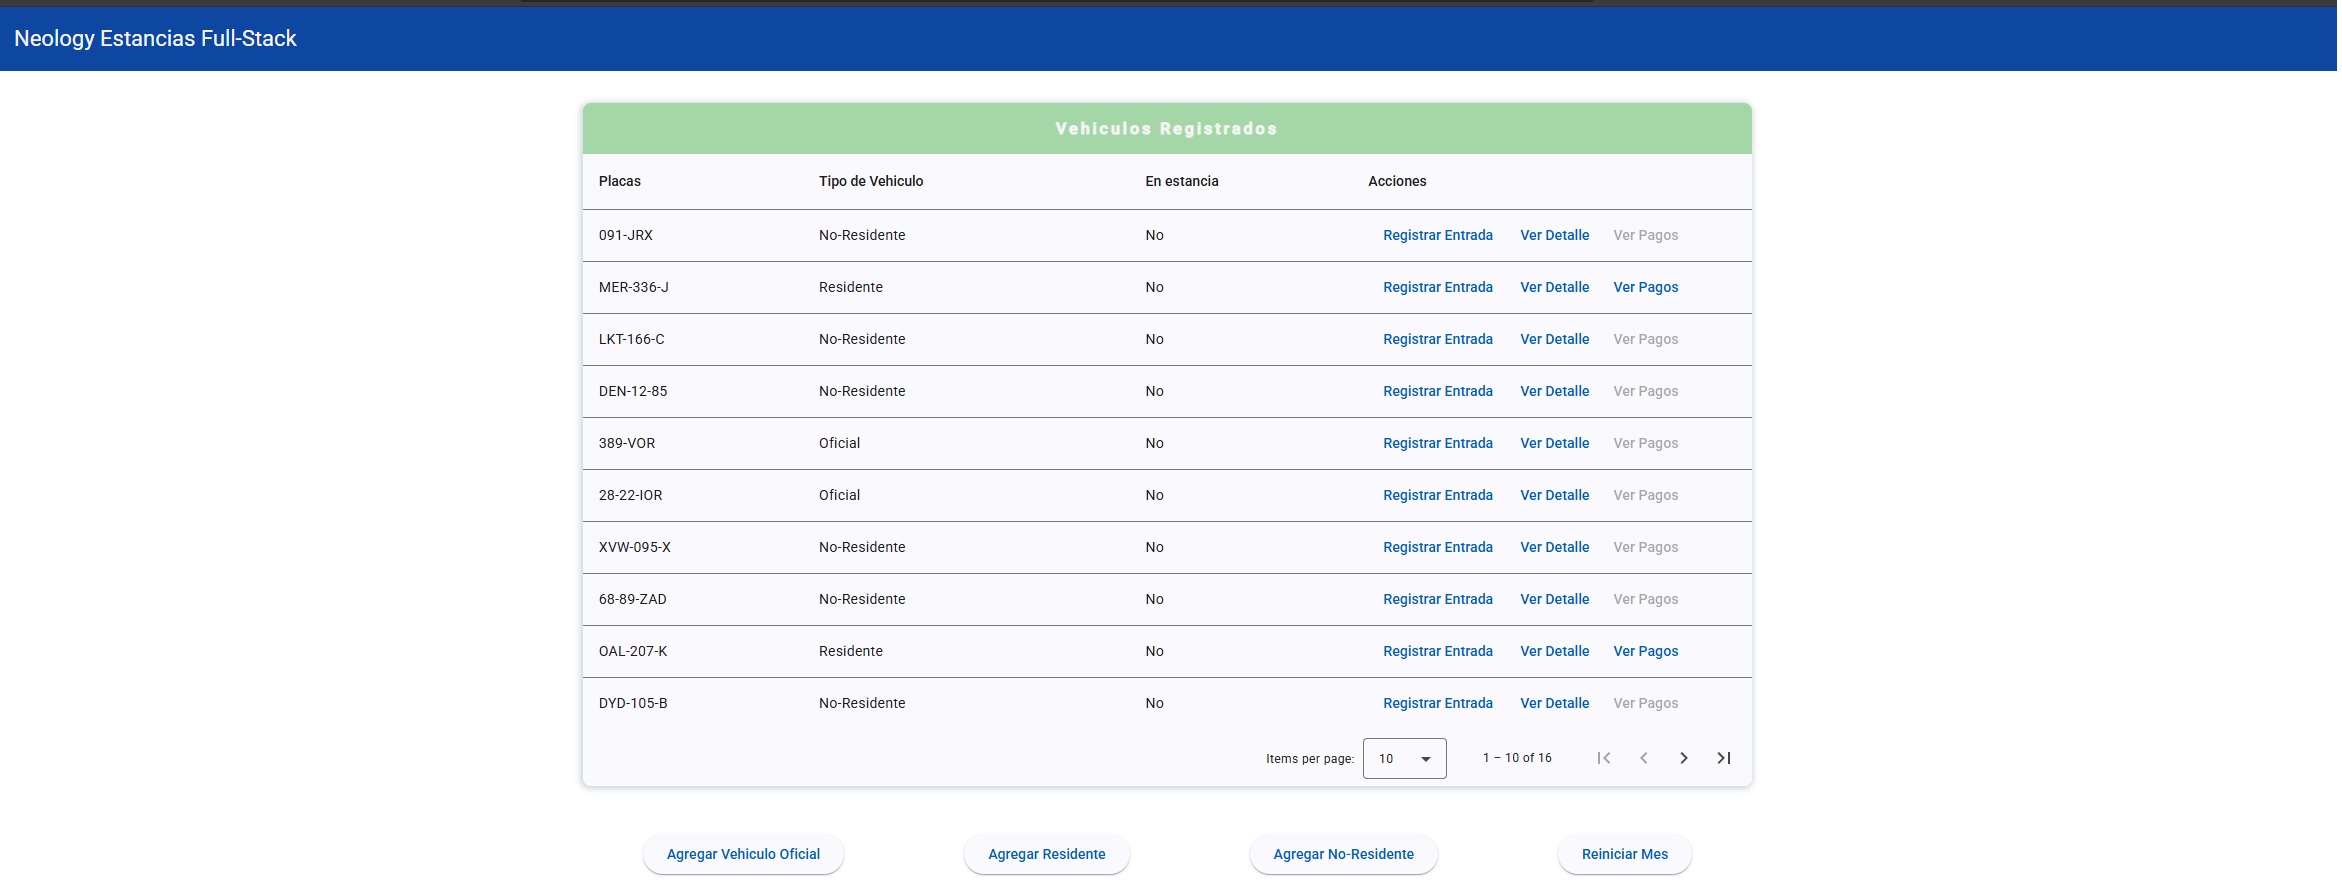 Neology Estancias Full-Stack
Vehiculos Registrados
Placas Tipo de Vehiculo En estancia Acciones
091-JRX No-Residente No Registrar Entrada Ver Detalle Ver Pagos
MER-336-J Residente No Registrar Entrada Ver Detalle Ver Pagos
LKT-166-C No-Residente No Registrar Entrada Ver Detalle Ver Pagos
DEN-12-85 No-Residente No Registrar Entrada Ver Detalle Ver Pagos
389-VOR Oficial No Registrar Entrada Ver Detalle Ver Pagos
28-22-IOR Oficial No Registrar Entrada Ver Detalle Ver Pagos
XVW-095-X No-Residente No Registrar Entrada Ver Detalle Ver Pagos
68-89-ZAD No-Residente No Registrar Entrada Ver Detalle Ver Pagos
OAL-207-K Residente No Registrar Entrada Ver Detalle Ver Pagos
DYD-105-B No-Residente No Registrar Entrada Ver Detalle Ver Pagos
Items per page: 10 1 – 10 of 16
Agregar Vehiculo Oficial Agregar Residente Agregar No-Residente Reiniciar Mes